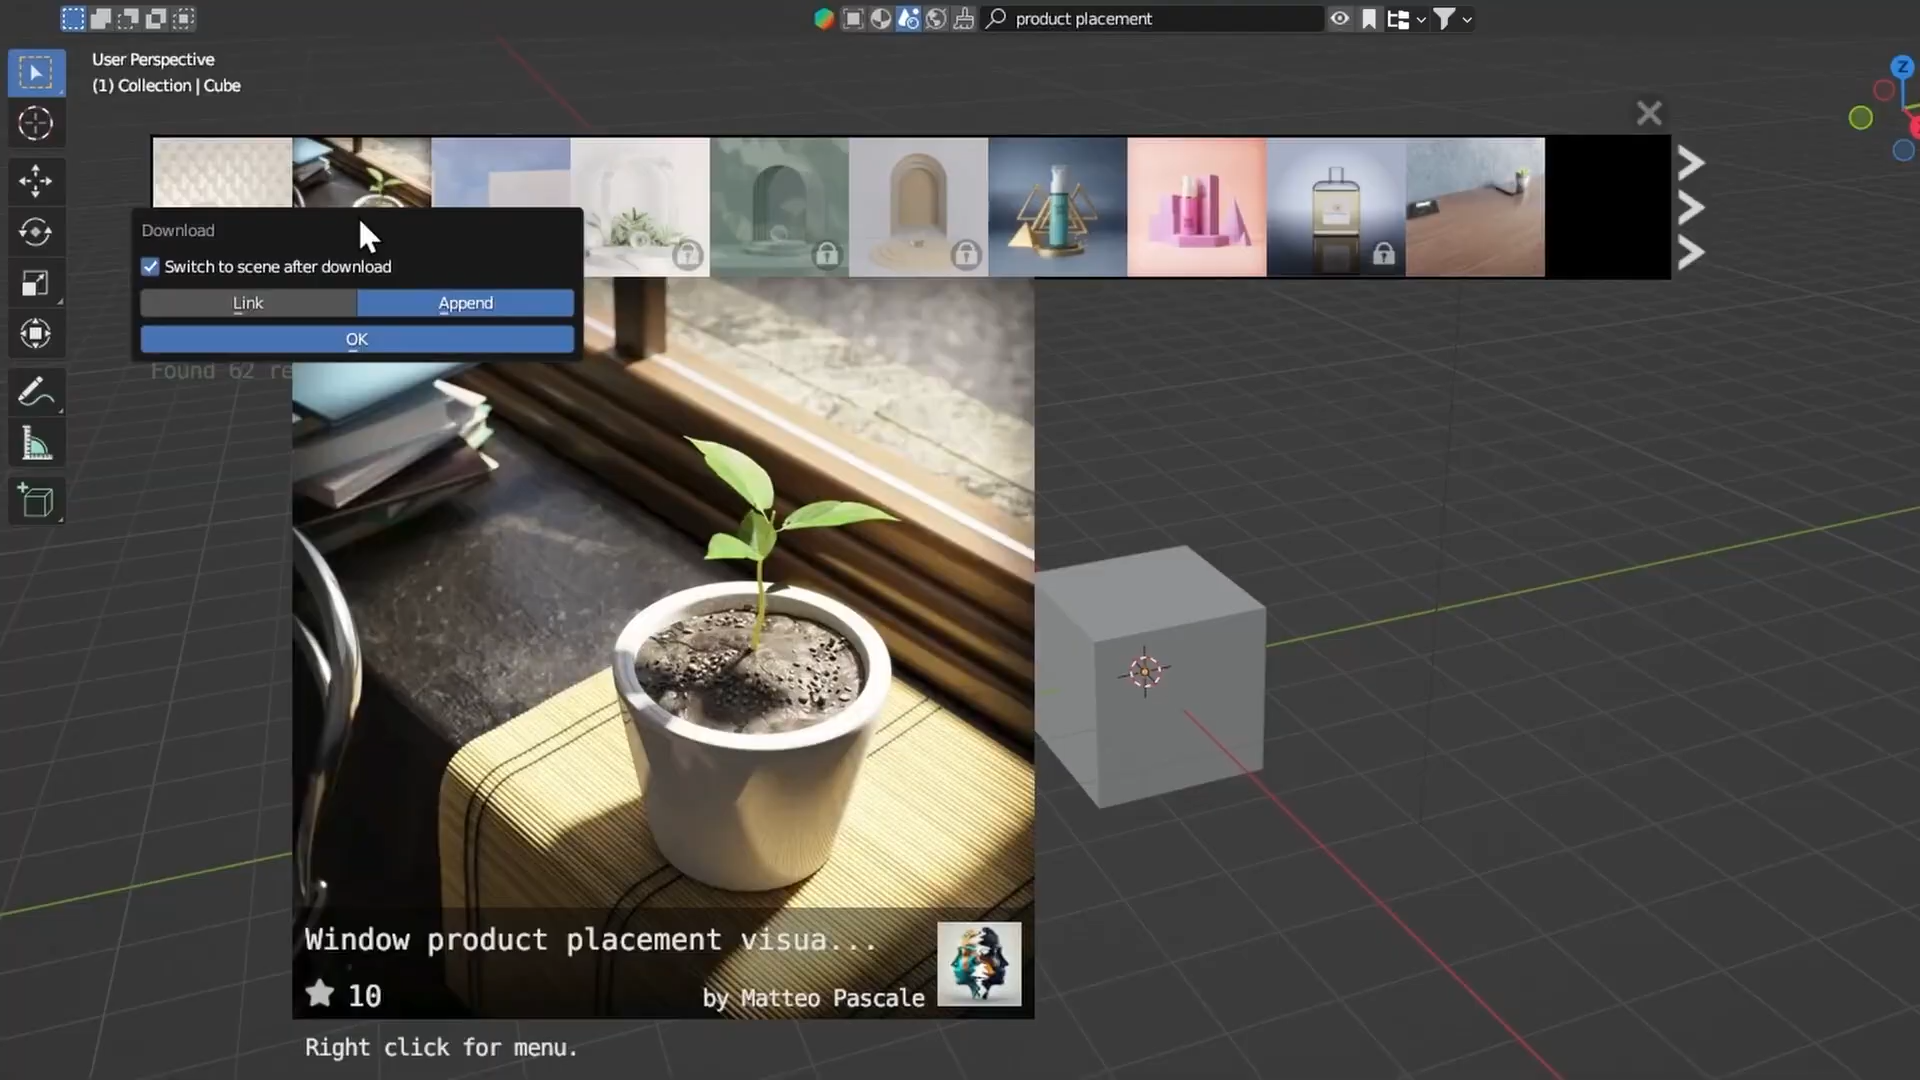 product placement
User Perspective
(1) Collection | Cube
Z
Download
Switch to scene after download
Link
Append
OK
Found 62 re
Window product placement visua...
10
by Matteo Pascale
Right click for menu.